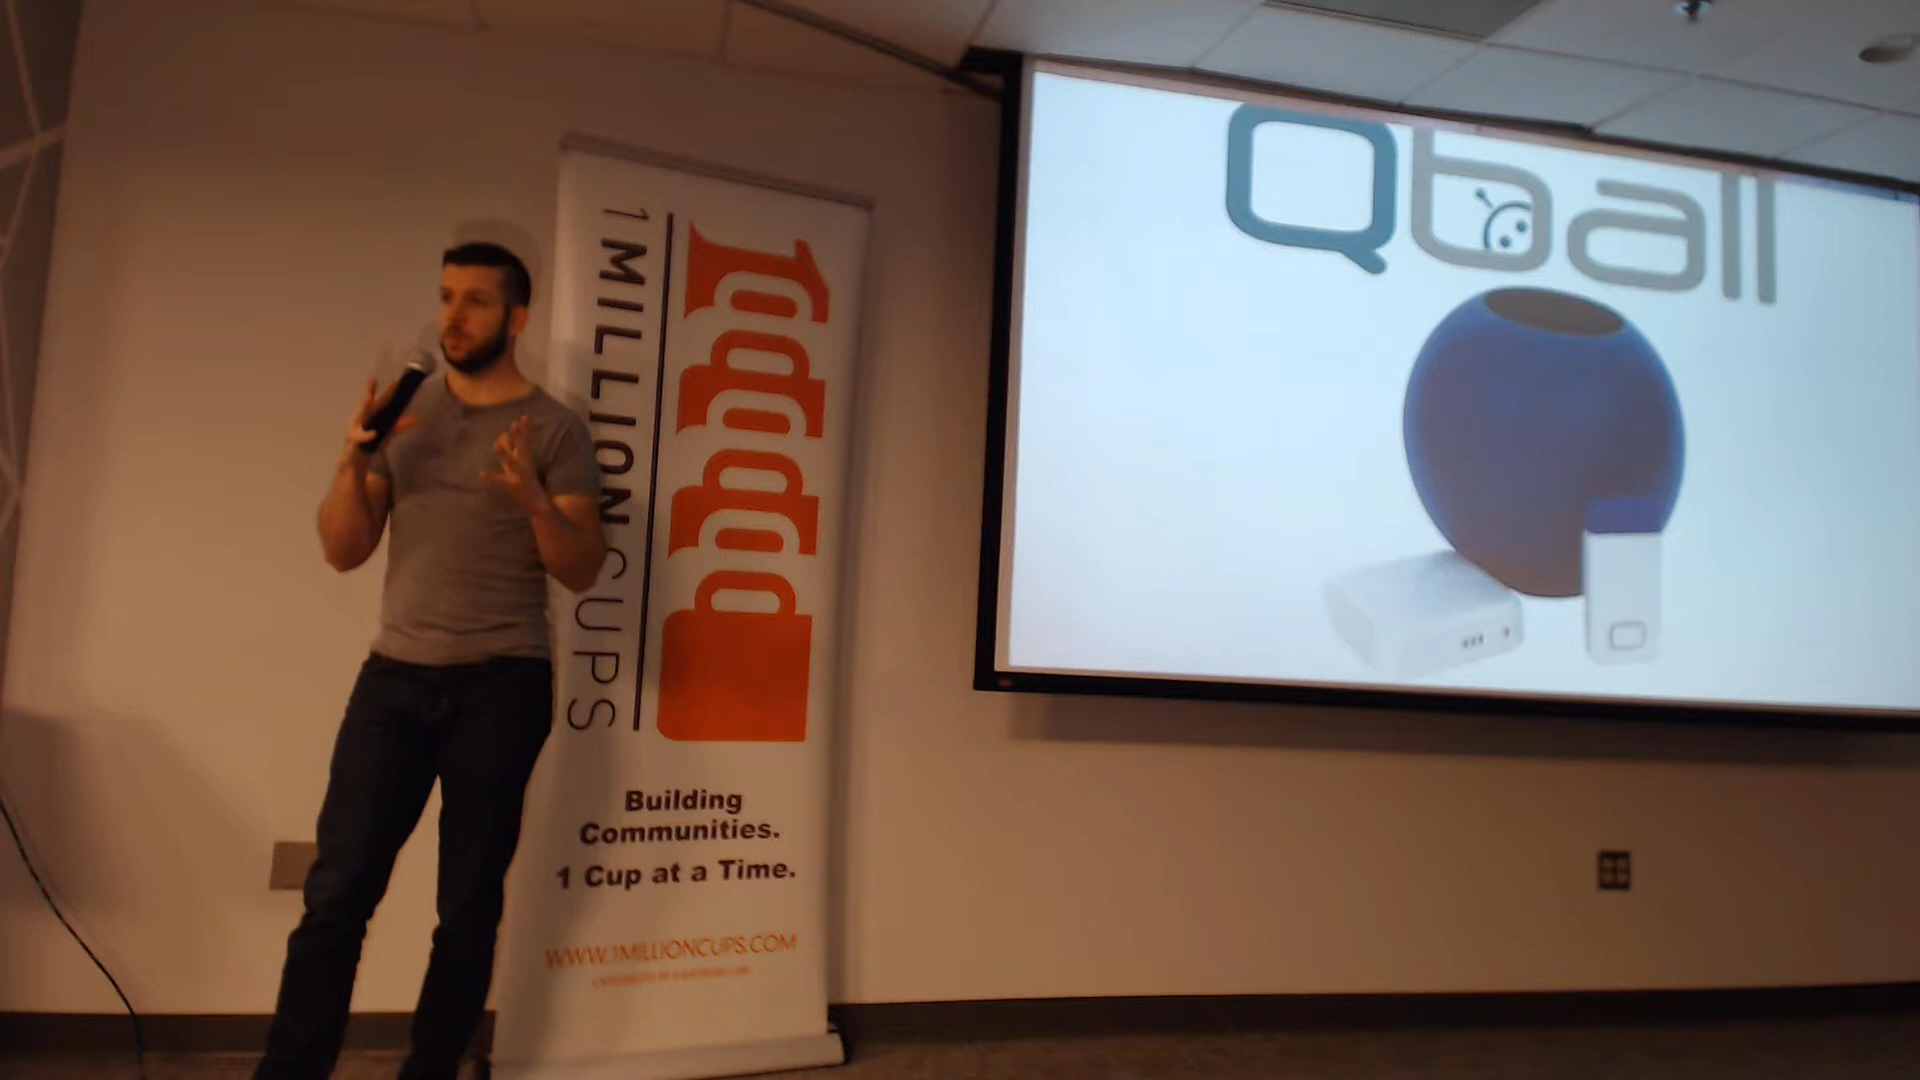 1 MILLION CUPS
Building
Communities.
1 Cup at a Time.
WWW.1MILLIONCUPS.COM
Qball